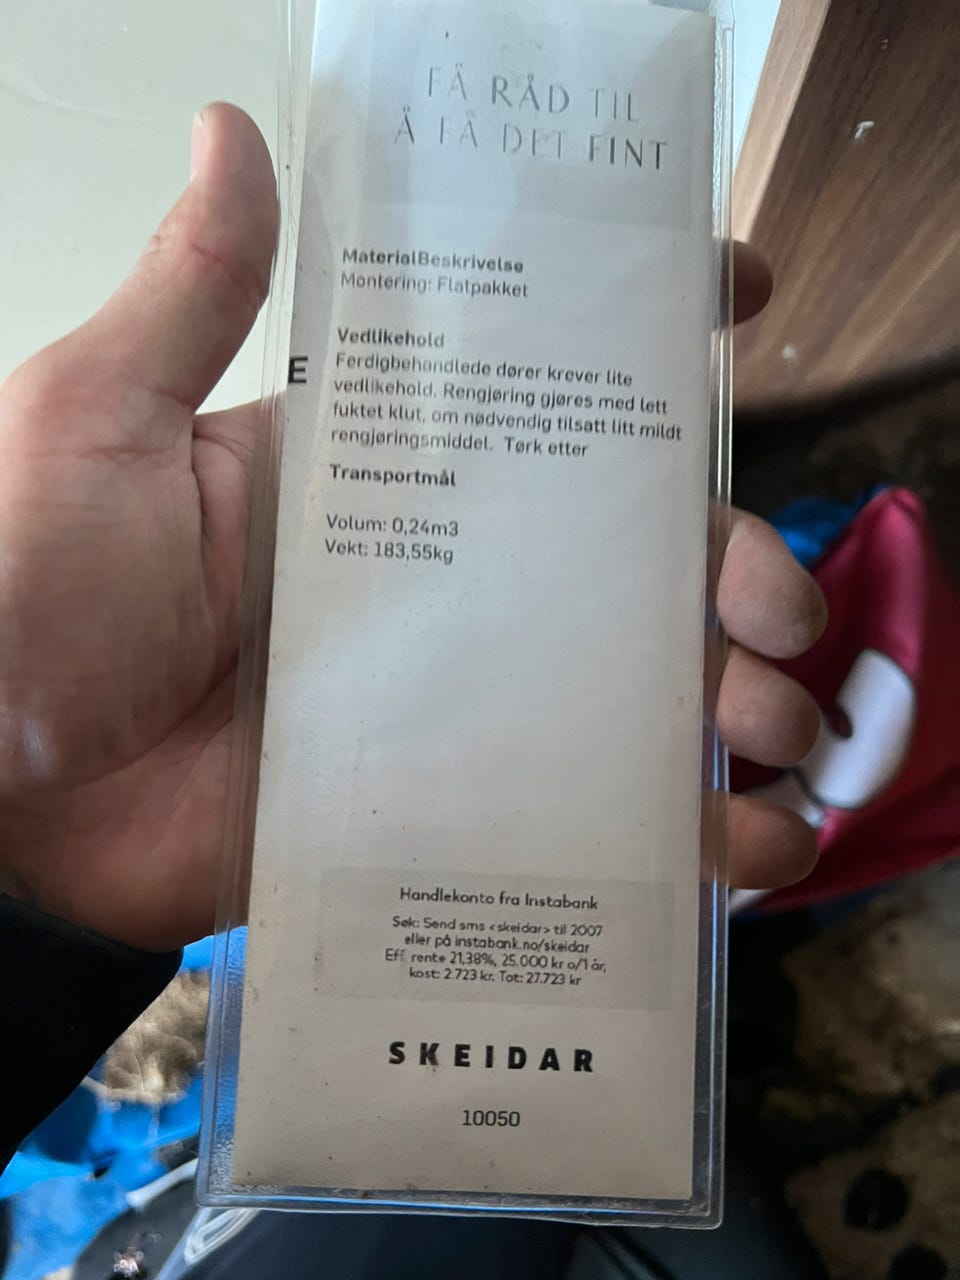 FÅ RÅD TIL
Å FÅ DET FINT
MaterialBeskrivelse
Montering: Flatpakket
Vedlikehold
E
Ferdigbehandlede dører krever lite
vedlikehold. Rengjøring gjøres med lett
fuktet klut, om nødvendig tilsatt litt mildt
rengjøringsmiddel. Tørk etter
Transportmål
Volum: 0,24m3
Vekt: 183,55kg
Handlekonto fra Instabank
Søk: Send sms <skeidar> til 2007
eller på instabank.no/skeidar
Eff. rente 21,38%, 25.000 kr o/1 år,
kost: 2.723 kr. Tot: 27.723 kr
SKEIDAR
10050